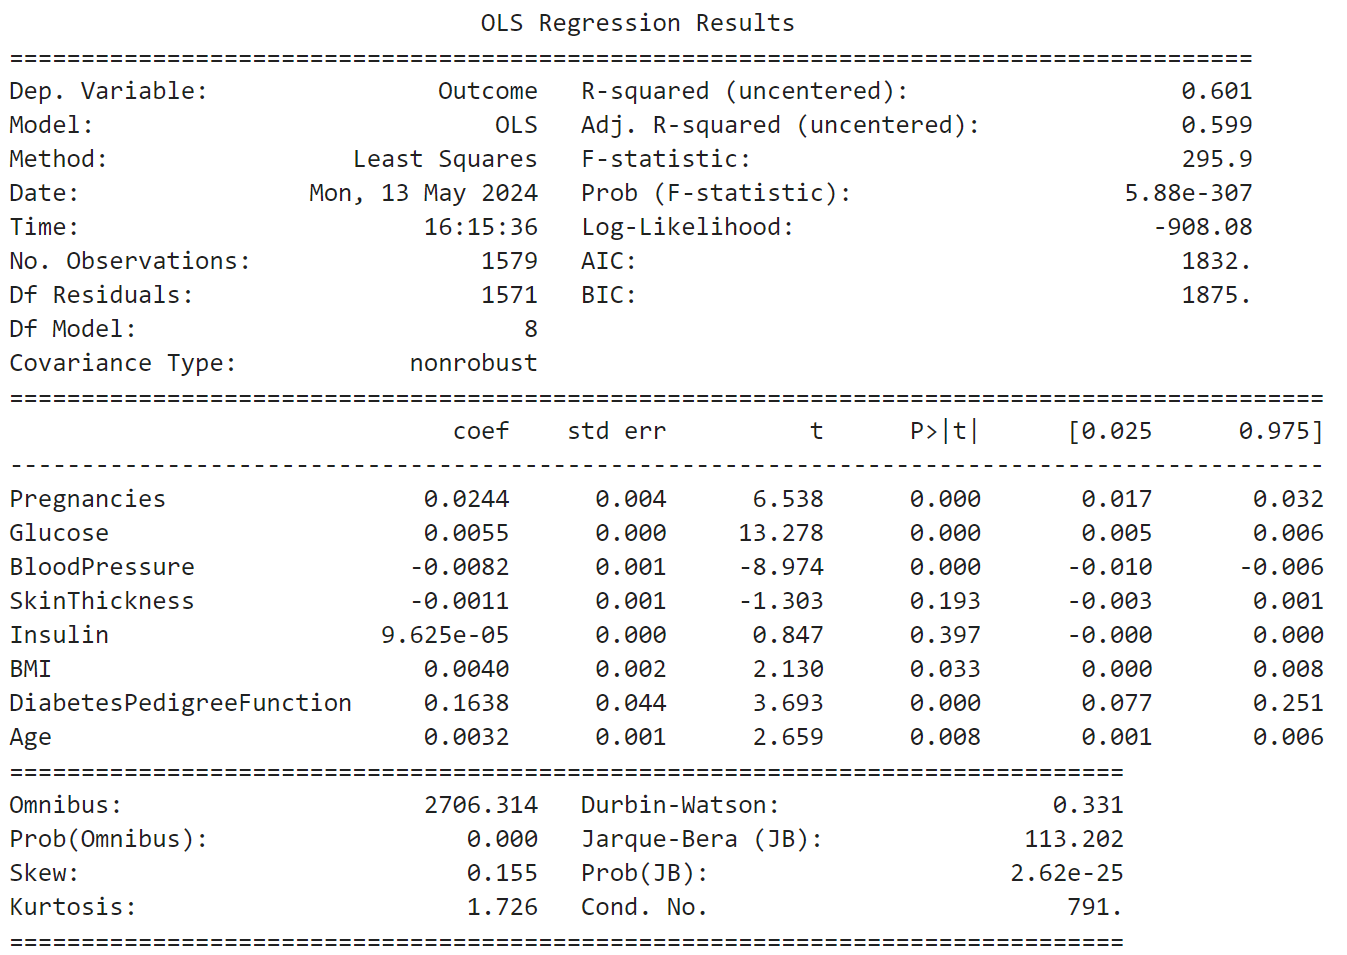 OLS Regression Results
==============================================================================
Dep. Variable: Outcome R-squared (uncentered): 0.601
Model: OLS Adj. R-squared (uncentered): 0.599
Method: Least Squares F-statistic: 295.9
Date: Mon, 13 May 2024 Prob (F-statistic): 5.88e-307
Time: 16:15:36 Log-Likelihood: -908.08
No. Observations: 1579 AIC: 1832.
Df Residuals: 1571 BIC: 1875.
Df Model: 8
Covariance Type: nonrobust
==============================================================================
coef std err t P>|t| [0.025 0.975]
------------------------------------------------------------------------------
Pregnancies 0.0244 0.004 6.538 0.000 0.017 0.032
Glucose 0.0055 0.000 13.278 0.000 0.005 0.006
BloodPressure -0.0082 0.001 -8.974 0.000 -0.010 -0.006
SkinThickness -0.0011 0.001 -1.303 0.193 -0.003 0.001
Insulin 9.625e-05 0.000 0.847 0.397 -0.000 0.000
BMI 0.0040 0.002 2.130 0.033 0.000 0.008
DiabetesPedigreeFunction 0.1638 0.044 3.693 0.000 0.077 0.251
Age 0.0032 0.001 2.659 0.008 0.001 0.006
==============================================================================
Omnibus: 2706.314 Durbin-Watson: 0.331
Prob(Omnibus): 0.000 Jarque-Bera (JB): 113.202
Skew: 0.155 Prob(JB): 2.62e-25
Kurtosis: 1.726 Cond. No. 791.
==============================================================================